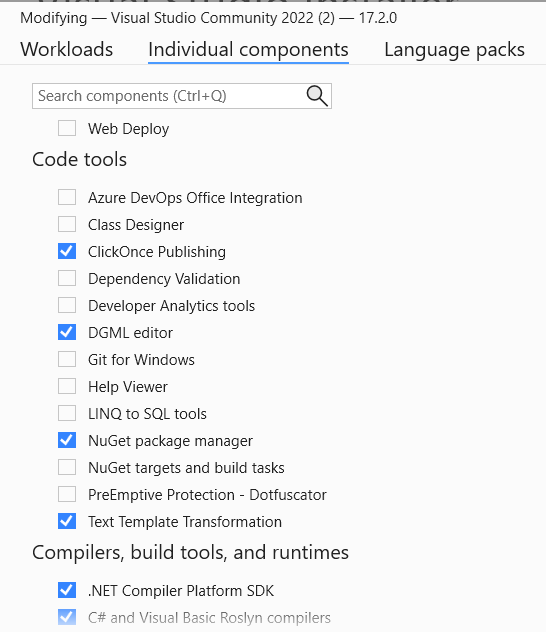 Modifying — Visual Studio Community 2022 (2) — 17.2.0
Workloads Individual components Language packs
Search components (Ctrl+Q)
Web Deploy
Code tools
Azure DevOps Office Integration
Class Designer
ClickOnce Publishing
Dependency Validation
Developer Analytics tools
DGML editor
Git for Windows
Help Viewer
LINQ to SQL tools
NuGet package manager
NuGet targets and build tasks
PreEmptive Protection - Dotfuscator
Text Template Transformation
Compilers, build tools, and runtimes
.NET Compiler Platform SDK
C# and Visual Basic Roslyn compilers